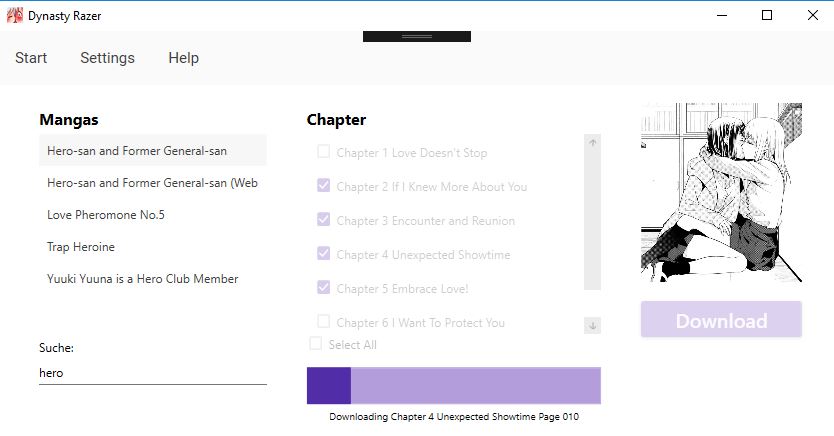 Dynasty Razer
Start Settings Help
Mangas
Hero-san and Former General-san
Hero-san and Former General-san (Web
Love Pheromone No.5
Trap Heroine
Yuuki Yuuna is a Hero Club Member
Suche:
hero
Chapter
Chapter 1 Love Doesn't Stop
Chapter 2 If I Knew More About You
Chapter 3 Encounter and Reunion
Chapter 4 Unexpected Showtime
Chapter 5 Embrace Love!
Chapter 6 I Want To Protect You
Select All
Downloading Chapter 4 Unexpected Showtime Page 010
Download